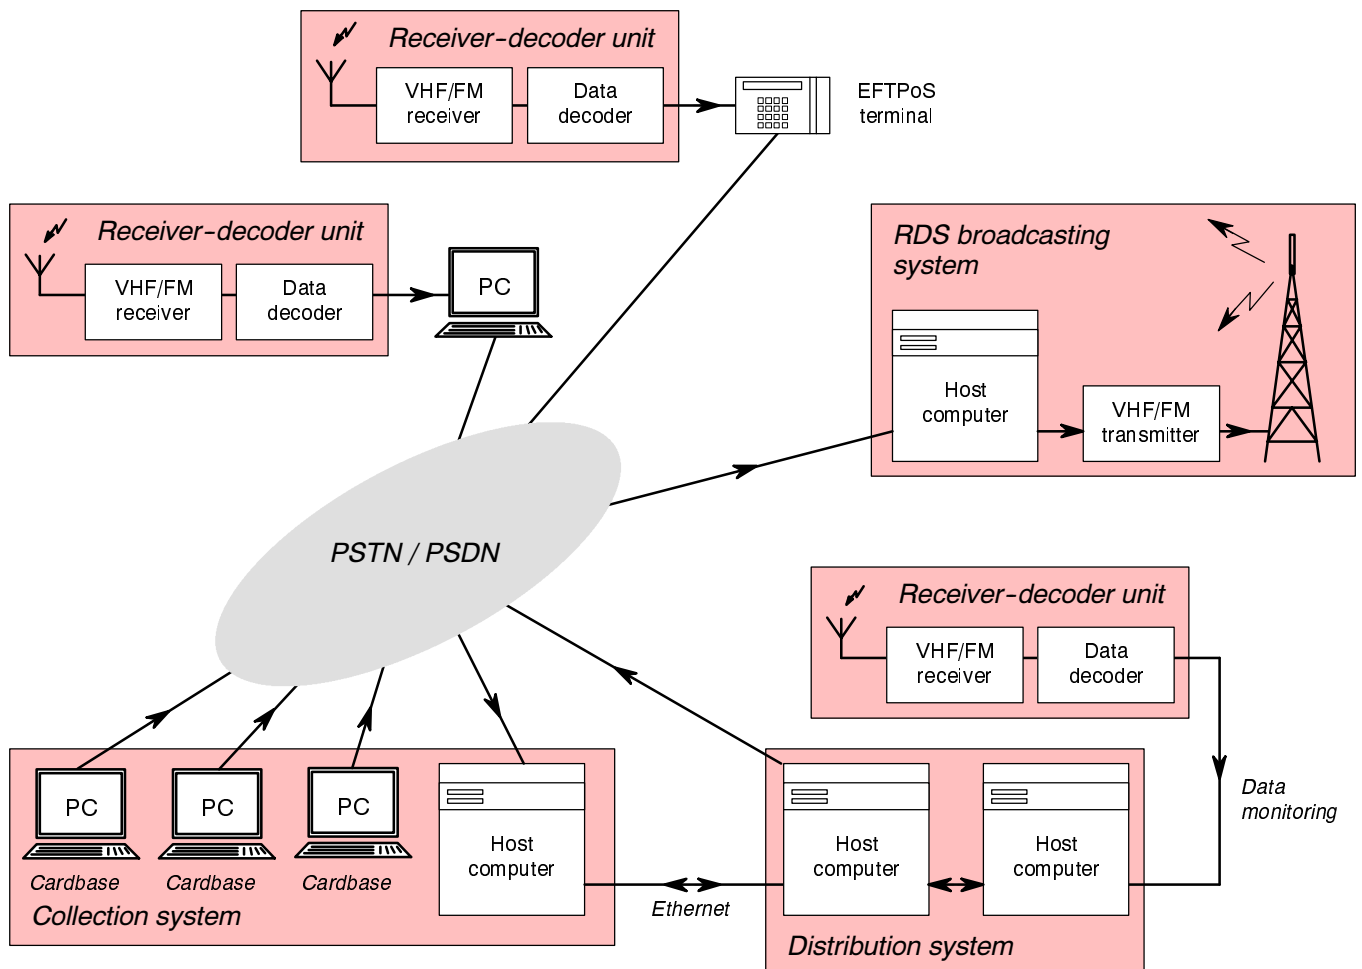 Receiver-decoder unit
VHF/FM
receiver
Data
decoder
EFTPoS
terminal
Receiver-decoder unit
VHF/FM
receiver
Data
decoder
PC
RDS broadcasting
system
Host
computer
VHF/FM
transmitter
PSTN / PSDN
Receiver-decoder unit
VHF/FM
receiver
Data
decoder
Data
monitoring
PC
Cardbase
PC
Cardbase
PC
Cardbase
Host
computer
Collection system
Ethernet
Host
computer
Host
computer
Distribution system